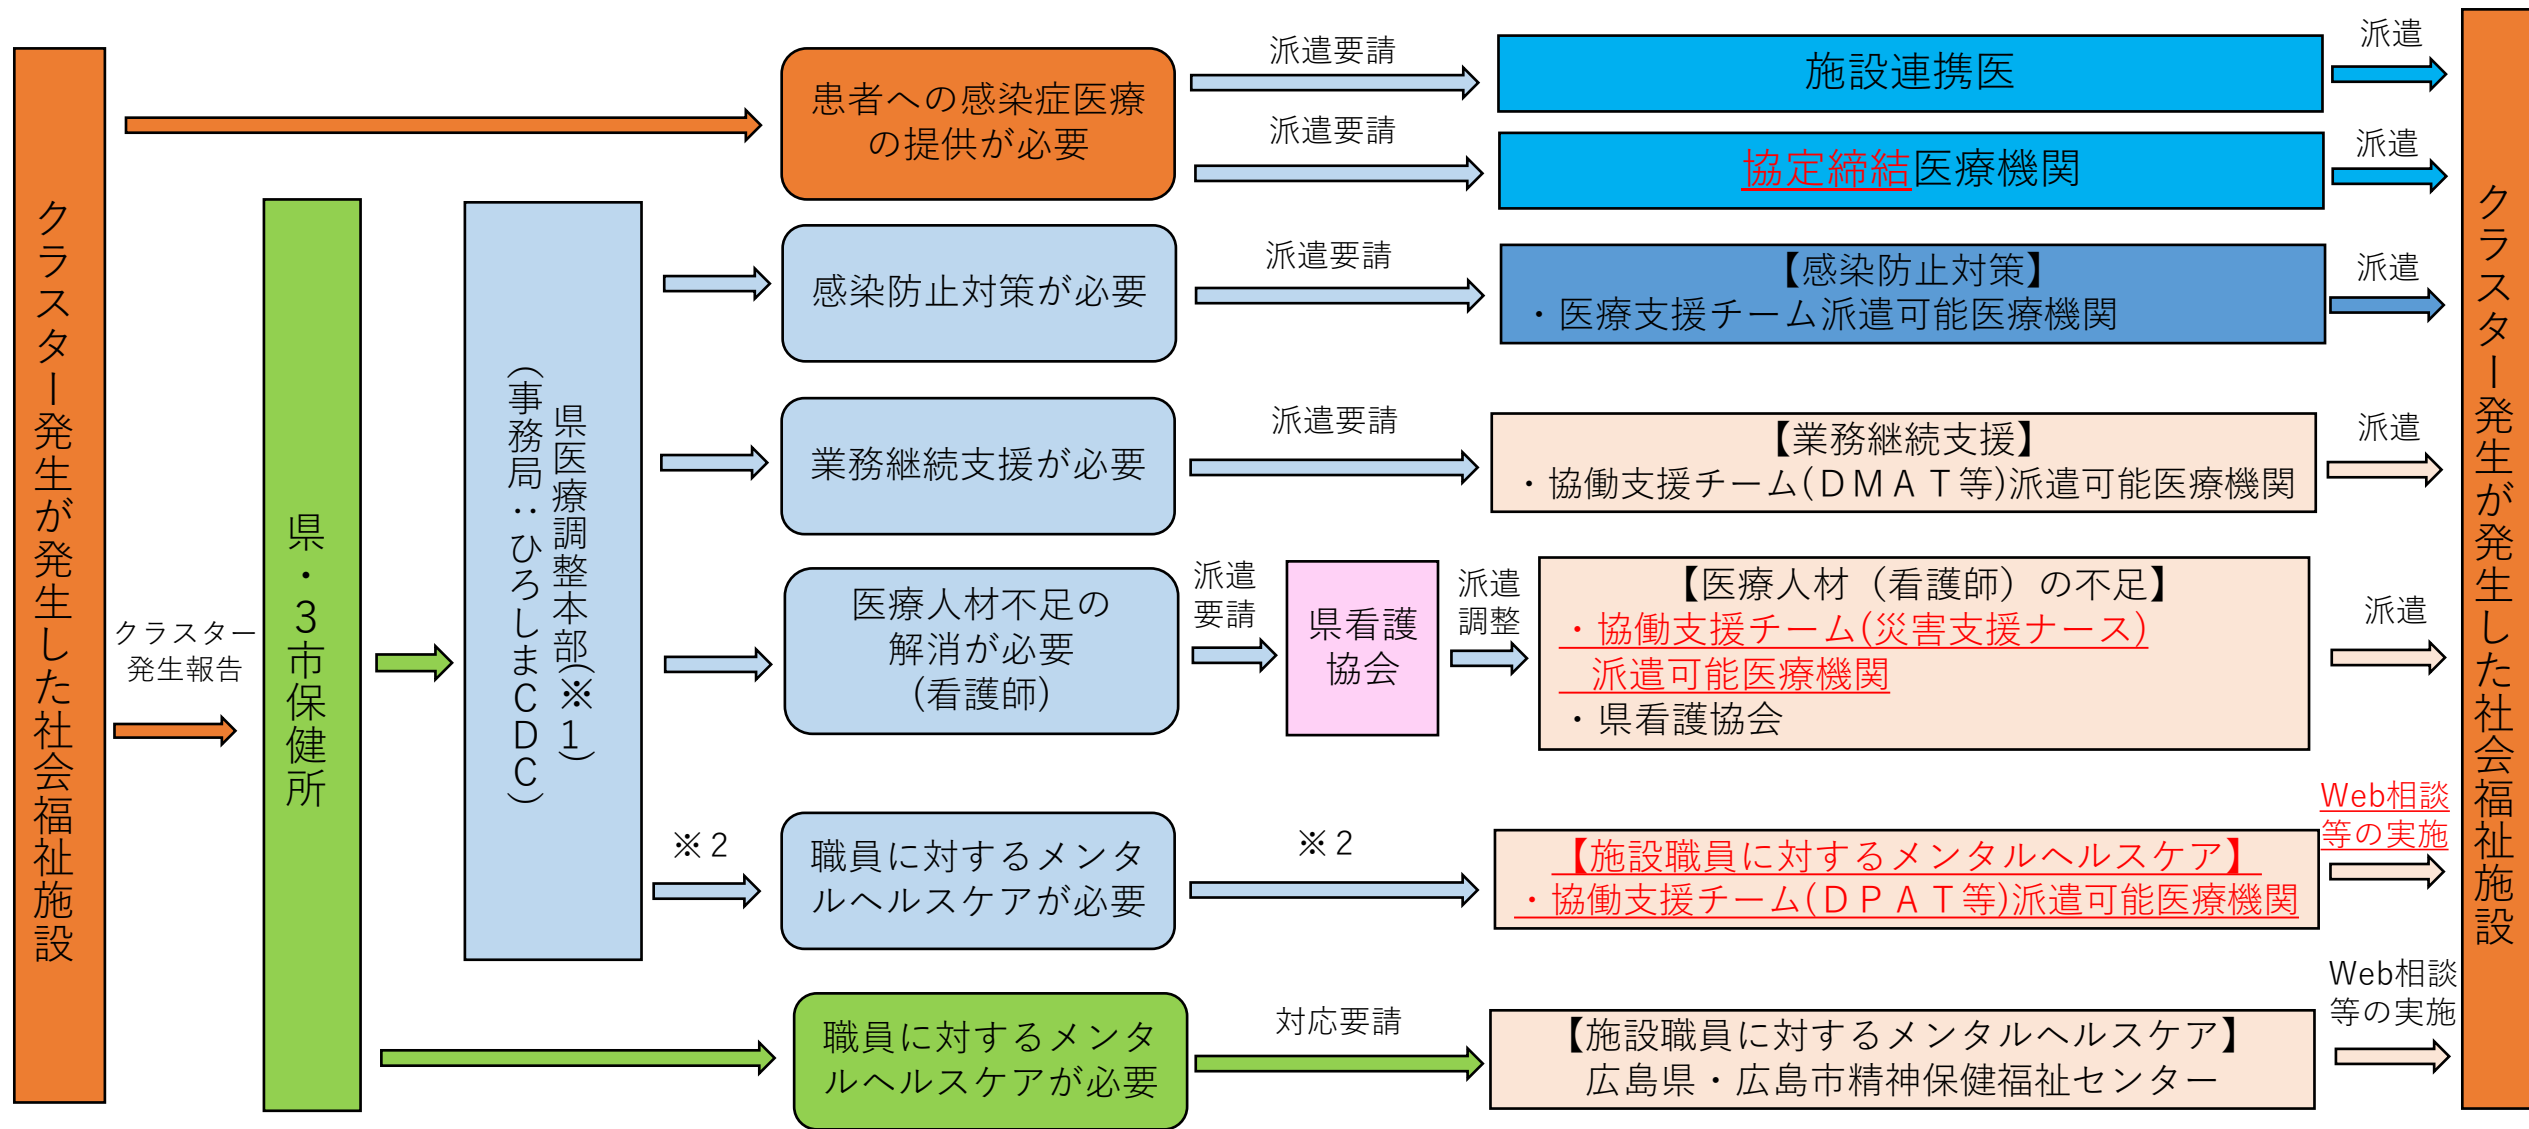 クラスター発生が発生した社会福祉施設
クラスター
発生報告
県・３市保健所
県医療調整本部(※１)
(事務局：ひろしまＣＤＣ)
患者への感染症医療
の提供が必要
派遣要請
施設連携医
派遣
派遣要請
協定締結医療機関
派遣
感染防止対策が必要
派遣要請
【感染防止対策】
・医療支援チーム派遣可能医療機関
派遣
業務継続支援が必要
派遣要請
【業務継続支援】
・協働支援チーム(ＤＭＡＴ等)派遣可能医療機関
派遣
医療人材不足の
解消が必要
(看護師)
派遣
要請
県看護
協会
派遣
調整
【医療人材（看護師）の不足】
・協働支援チーム(災害支援ナース)
派遣可能医療機関
・県看護協会
派遣
※２
職員に対するメンタ
ルヘルスケアが必要
※２
【施設職員に対するメンタルヘルスケア】
・協働支援チーム(ＤＰＡＴ等)派遣可能医療機関
Web相談
等の実施
職員に対するメンタ
ルヘルスケアが必要
対応要請
【施設職員に対するメンタルヘルスケア】
広島県・広島市精神保健福祉センター
Web相談
等の実施
クラスター発生が発生した社会福祉施設